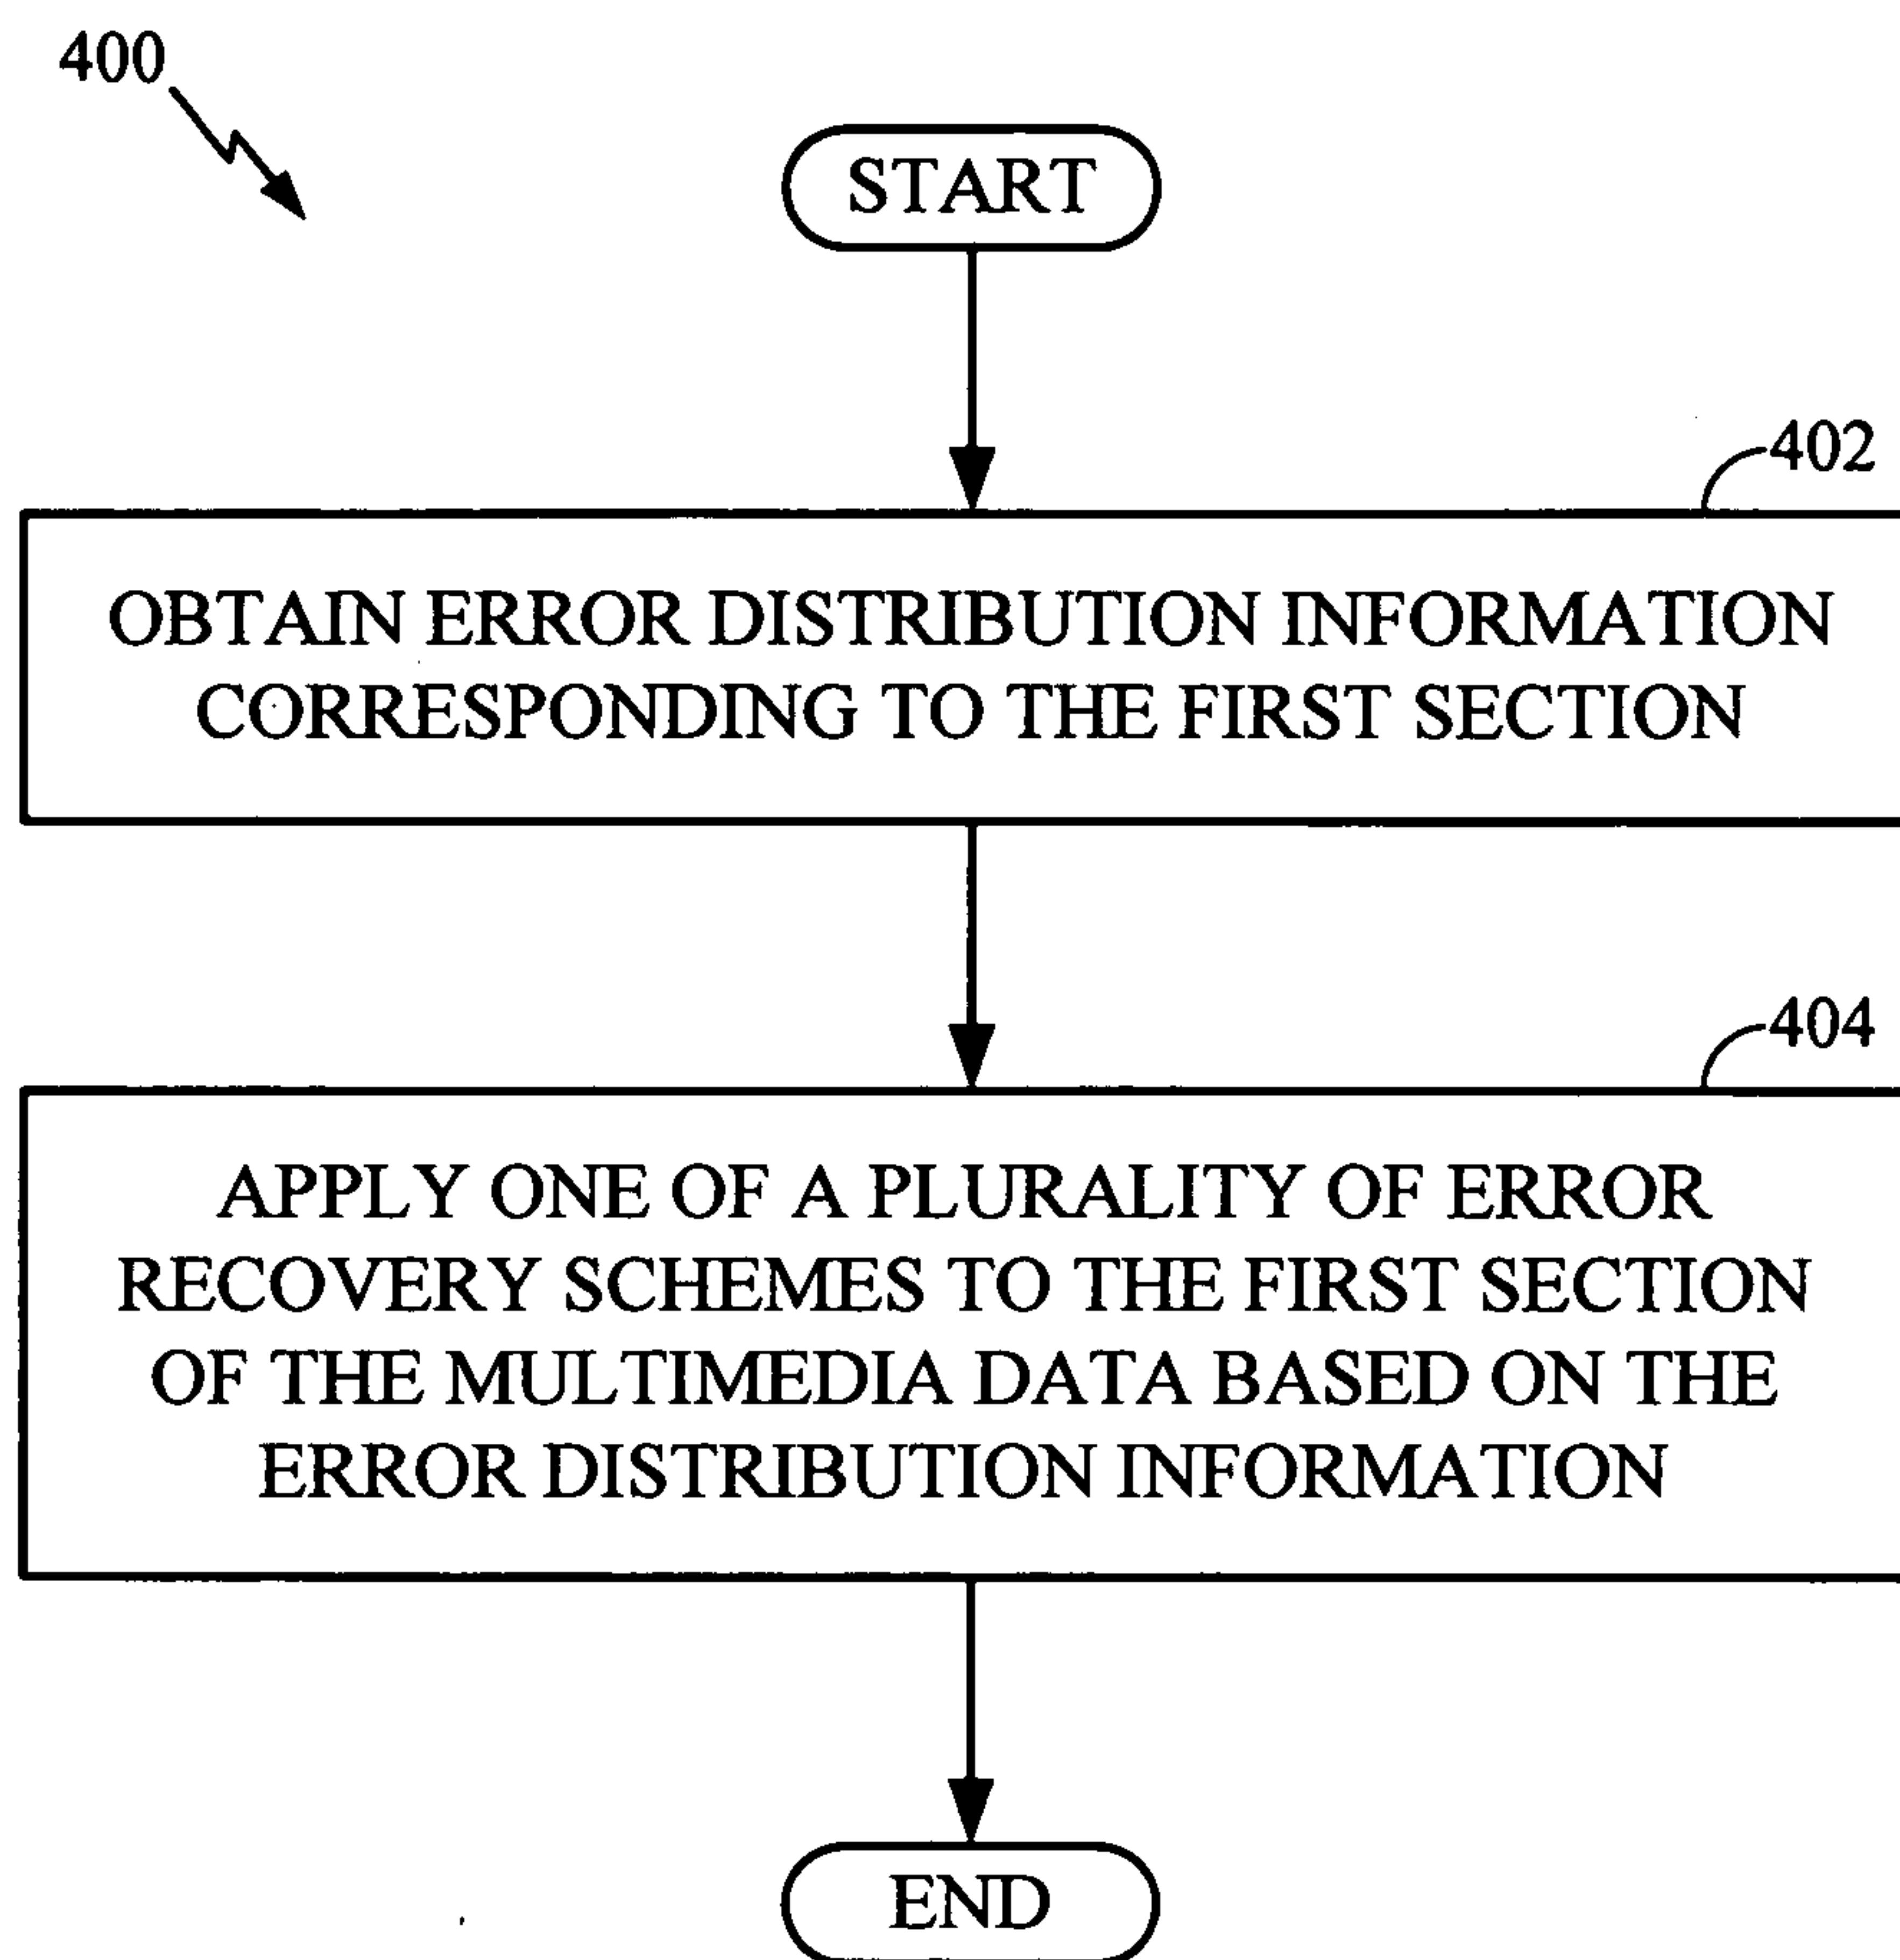 400
START
402
OBTAIN ERROR DISTRIBUTION INFORMATION
CORRESPONDING TO THE FIRST SECTION
404
APPLY ONE OF A PLURALITY OF ERROR
RECOVERY SCHEMES TO THE FIRST SECTION
OF THE MULTIMEDIA DATA BASED ON THE
ERROR DISTRIBUTION INFORMATION
END